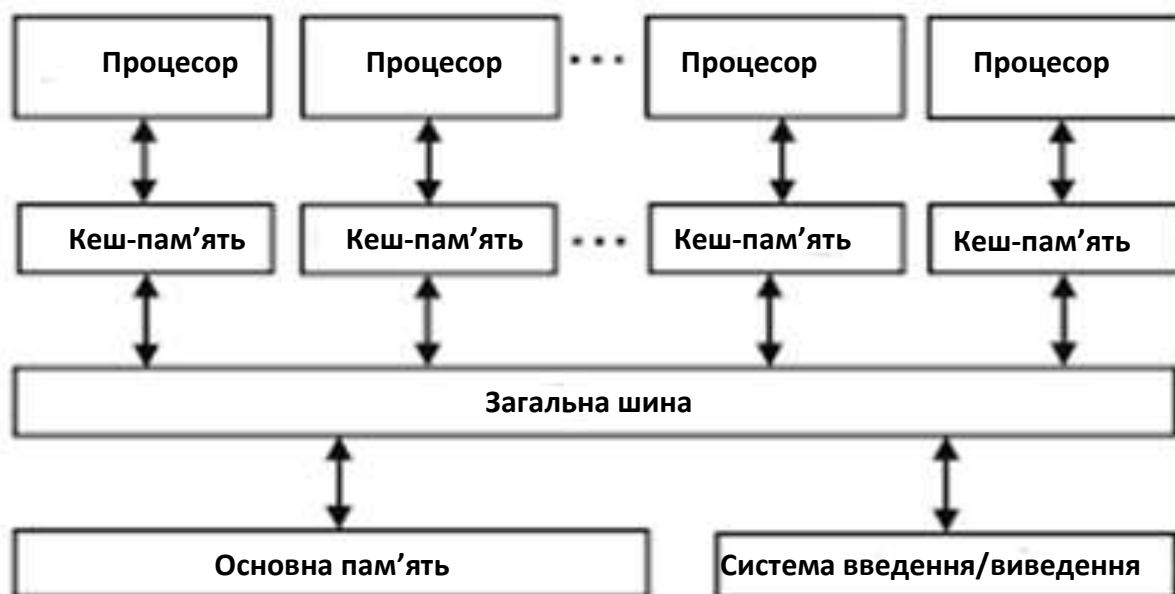 Процесор Процесор ... Процесор Процесор
Кеш-пам’ять Кеш-пам’ять ... Кеш-пам’ять Кеш-пам’ять
Загальна шина
Основна пам’ять Система введення/виведення